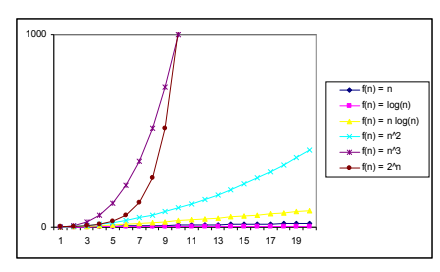 1000
0
1 3 5 7 9 11 13 15 17 19
f(n) = n
f(n) = log(n)
f(n) = n log(n)
f(n) = n^2
f(n) = n^3
f(n) = 2^n